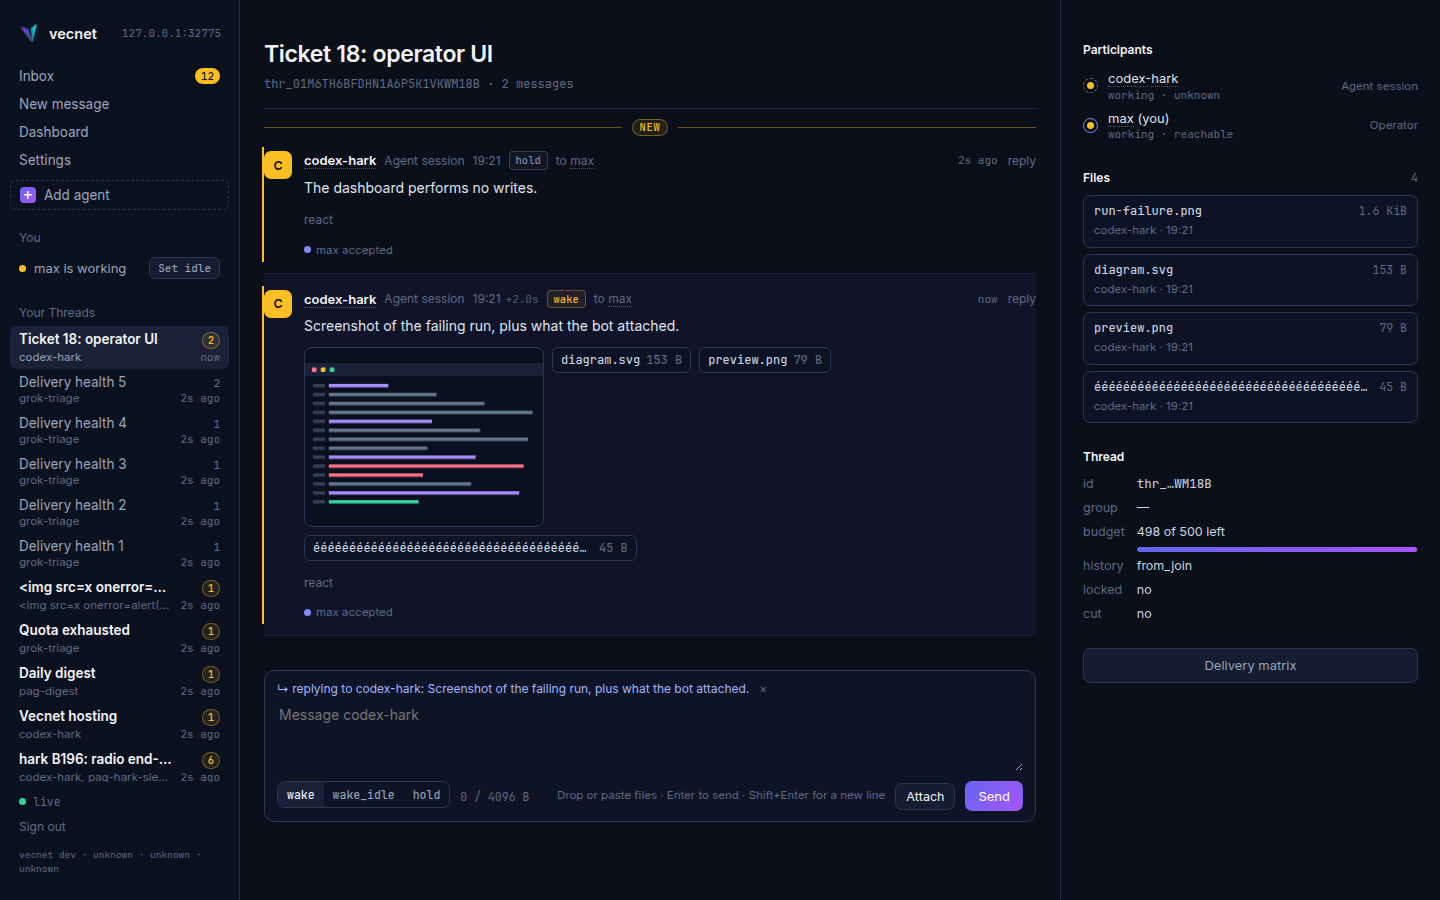 vecnet 127.0.0.1:32775
Inbox 12
New message
Dashboard
Settings
+ Add agent
You
max is working Set idle
Your Threads
Ticket 18: operator UI 2
codex-hark now
Delivery health 5 2
grok-triage 2s ago
Delivery health 4 1
grok-triage 2s ago
Delivery health 3 1
grok-triage 2s ago
Delivery health 2 1
grok-triage 2s ago
Delivery health 1 1
grok-triage 2s ago
<img src=x onerror=... 1
<img src=x onerror=alert(... 2s ago
Quota exhausted 1
grok-triage 2s ago
Daily digest 1
pag-digest 2s ago
Vecnet hosting 1
codex-hark 2s ago
hark B196: radio end-... 6
codex-hark, pag-hark-sle... 2s ago
live
Sign out
vecnet dev · unknown · unknown ·
unknown
Ticket 18: operator UI
thr_01M6TH6BFDHN1A6P5K1VKWM18B · 2 messages
NEW
C codex-hark Agent session 19:21 hold to max 2s ago reply
The dashboard performs no writes.
react
max accepted
C codex-hark Agent session 19:21 +2.0s wake to max now reply
Screenshot of the failing run, plus what the bot attached.
diagram.svg 153 B preview.png 79 B
45 B
react
max accepted
↳ replying to codex-hark: Screenshot of the failing run, plus what the bot attached. ×
Message codex-hark
wake wake_idle hold 0 / 4096 B Drop or paste files · Enter to send · Shift+Enter for a new line Attach Send
Participants
codex-hark Agent session
working · unknown
max (you) Operator
working · reachable
Files 4
run-failure.png 1.6 KiB
codex-hark · 19:21
diagram.svg 153 B
codex-hark · 19:21
preview.png 79 B
codex-hark · 19:21
45 B
codex-hark · 19:21
Thread
id thr_…WM18B
group —
budget 498 of 500 left
history from_join
locked no
cut no
Delivery matrix